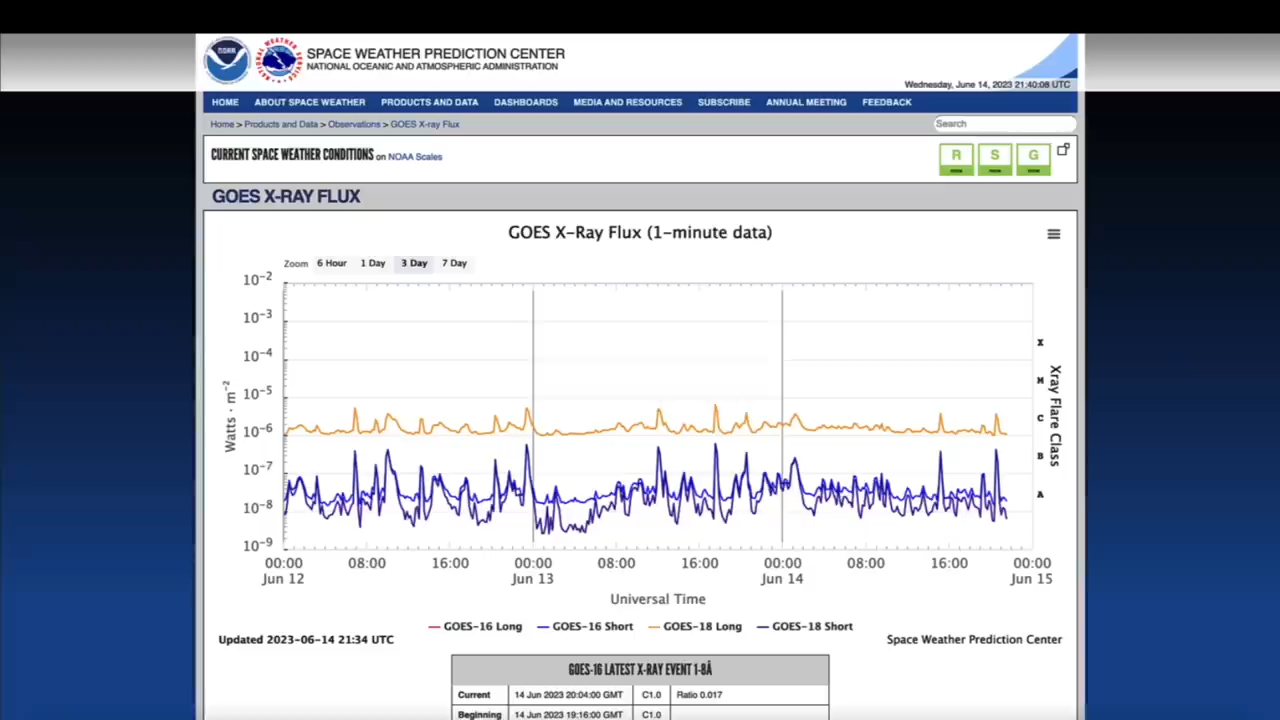 SPACE WEATHER PREDICTION CENTER
NATIONAL OCEANIC AND ATMOSPHERIC ADMINISTRATION
Wednesday, June 14, 2023 21:40:08 UTC
HOME ABOUT SPACE WEATHER PRODUCTS AND DATA DASHBOARDS MEDIA AND RESOURCES SUBSCRIBE ANNUAL MEETING FEEDBACK
Home > Products and Data > Observations > GOES X-ray Flux
Search
CURRENT SPACE WEATHER CONDITIONS on NOAA Scales
R S G
none none none
GOES X-RAY FLUX
GOES X-Ray Flux (1-minute data)
Zoom 6 Hour 1 Day 3 Day 7 Day
10⁻²
10⁻³
10⁻⁴
10⁻⁵
10⁻⁶
10⁻⁷
10⁻⁸
10⁻⁹
Watts · m⁻²
X
M
C
B
A
Xray Flare Class
00:00 08:00 16:00 00:00 08:00 16:00 00:00 08:00 16:00 00:00
Jun 12 Jun 13 Jun 14 Jun 15
Universal Time
GOES-16 Long GOES-16 Short GOES-18 Long GOES-18 Short
Updated 2023-06-14 21:34 UTC
Space Weather Prediction Center
GOES-16 LATEST X-RAY EVENT 1-8Å
Current 14 Jun 2023 20:04:00 GMT C1.0 Ratio 0.017
Beginning 14 Jun 2023 19:16:00 GMT C1.0